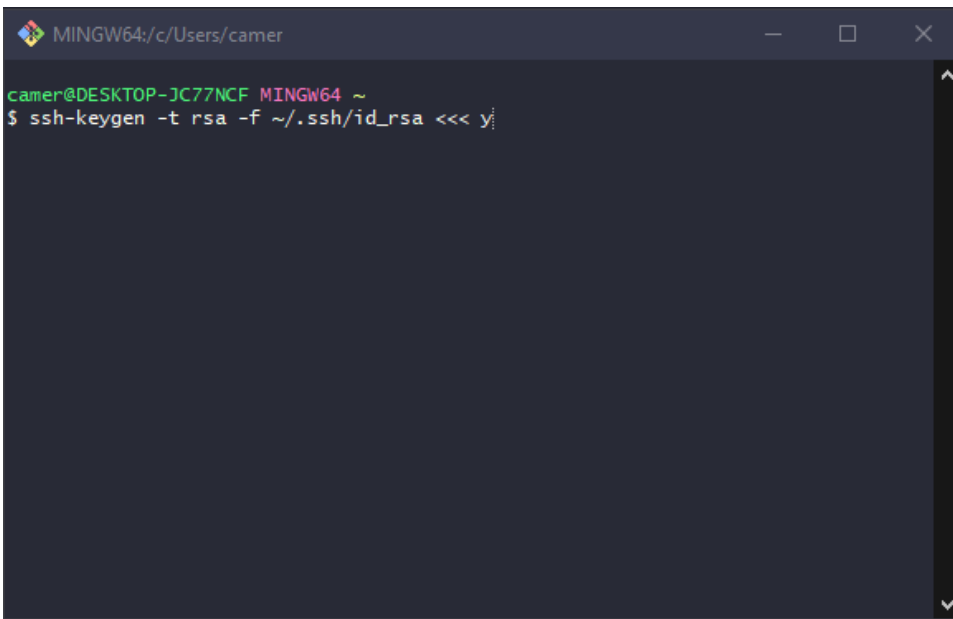 MINGW64:/c/Users/camer
camer@DESKTOP-JC77NCF MINGW64 ~
$ ssh-keygen -t rsa -f ~/.ssh/id_rsa <<< y